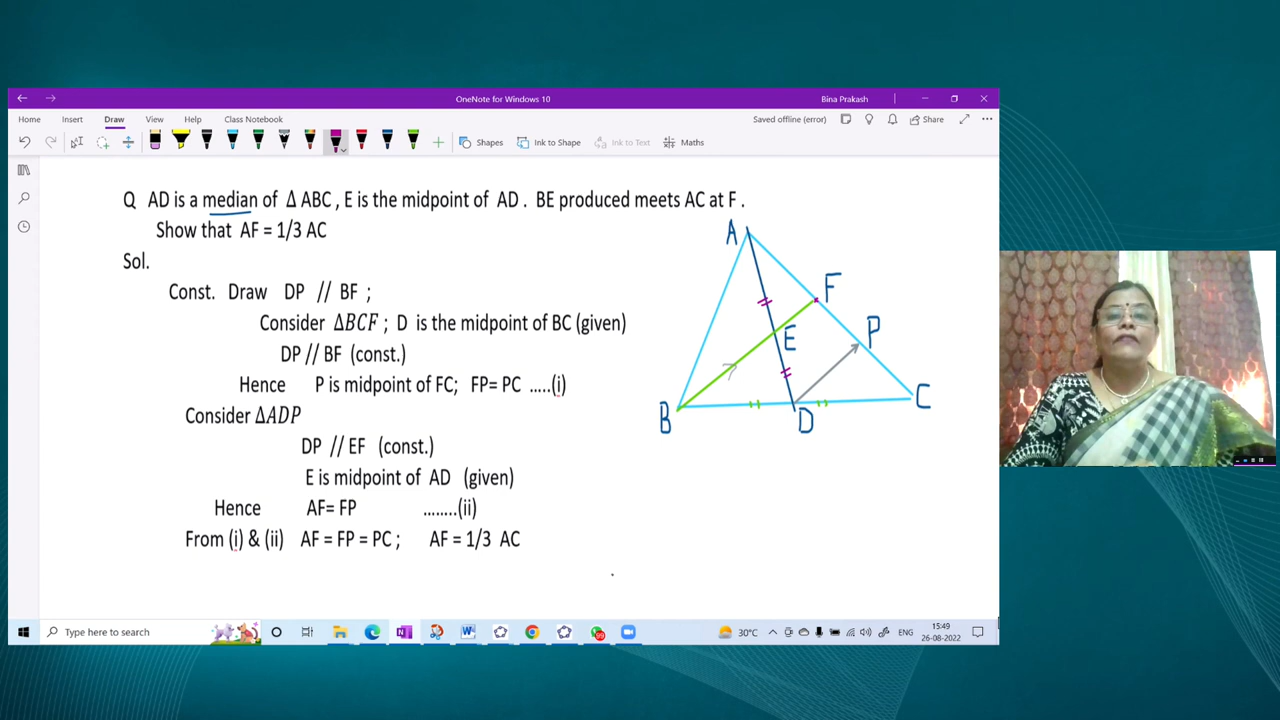 OneNote for Windows 10
Bina Prakash
Home Insert Draw View Help Class Notebook
Saved offline (error) Share
Shapes Ink to Shape Ink to Text Maths
Q AD is a median of Δ ABC , E is the midpoint of AD . BE produced meets AC at F .
Show that AF = 1/3 AC
Sol.
Const. Draw DP // BF ;
Consider ΔBCF ; D is the midpoint of BC (given)
DP // BF (const.)
Hence P is midpoint of FC; FP= PC .....(i)
Consider ΔADP
DP // EF (const.)
E is midpoint of AD (given)
Hence AF= FP ........(ii)
From (i) & (ii) AF = FP = PC ; AF = 1/3 AC
A
F
E
P
B
D
C
Type here to search
99
30°C
ENG
15:49
26-08-2022